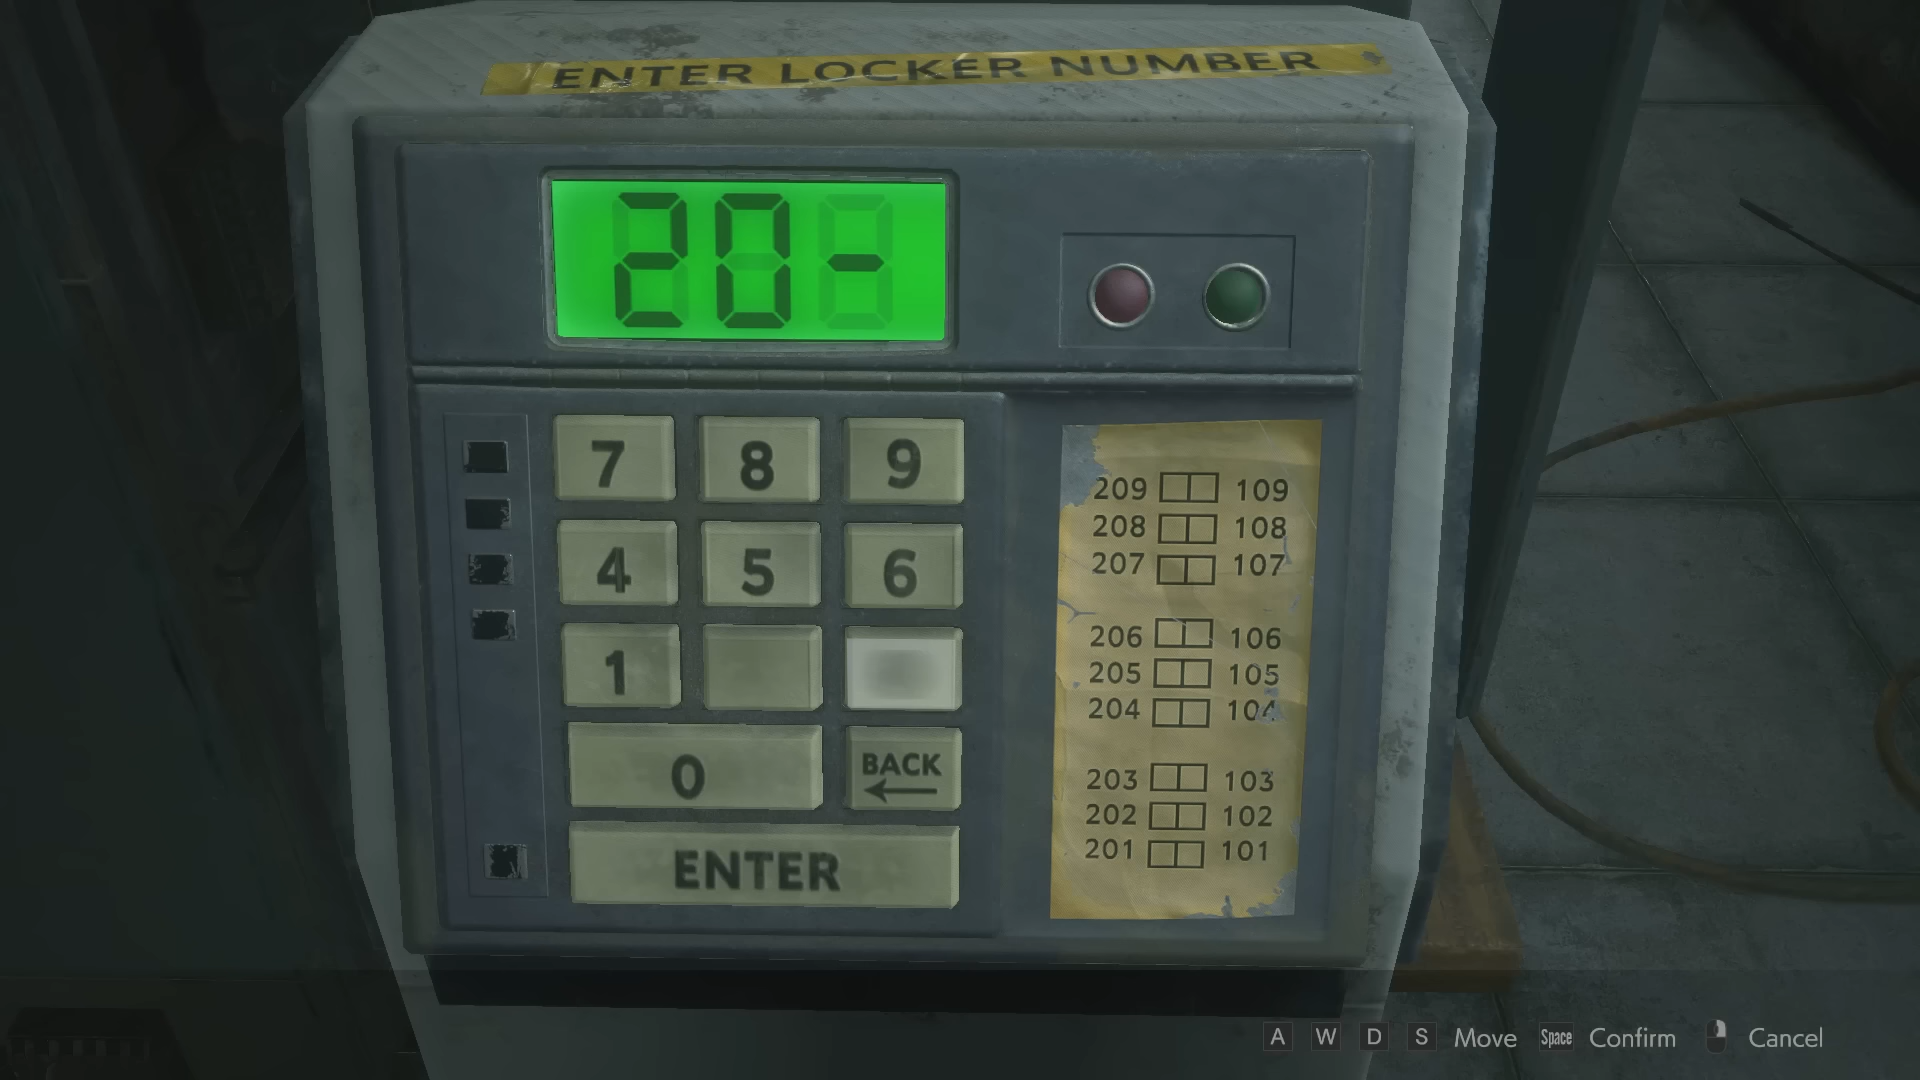 ENTER LOCKER NUMBER
20-
7 8 9
4 5 6
1
0 BACK
ENTER
209 109
208 108
207 107
206 106
205 105
204 104
203 103
202 102
201 101
A W D S Move Space Confirm Cancel